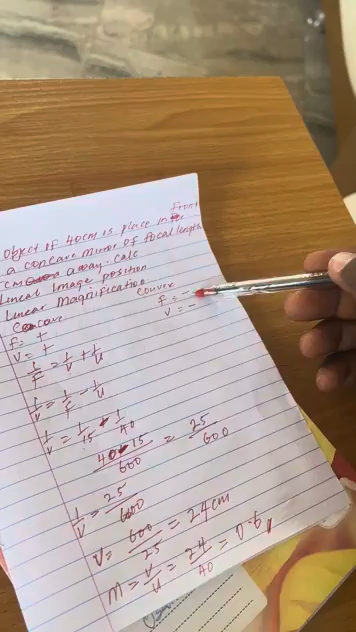 Object of 40cm is place in front
a concave mirror of focal length
cm away. calc
Lineal Image position
Linear Magnification
Concave
f = +
v = +
Convex
f = -
v = -
1/f = 1/v + 1/u
1/v = 1/f - 1/u
1/v = 1/15 - 1/40
40-15/600 = 25/600
1/v = 25/600
v = 600/25 = 24cm
M = v/u = 24/40 = 0.6